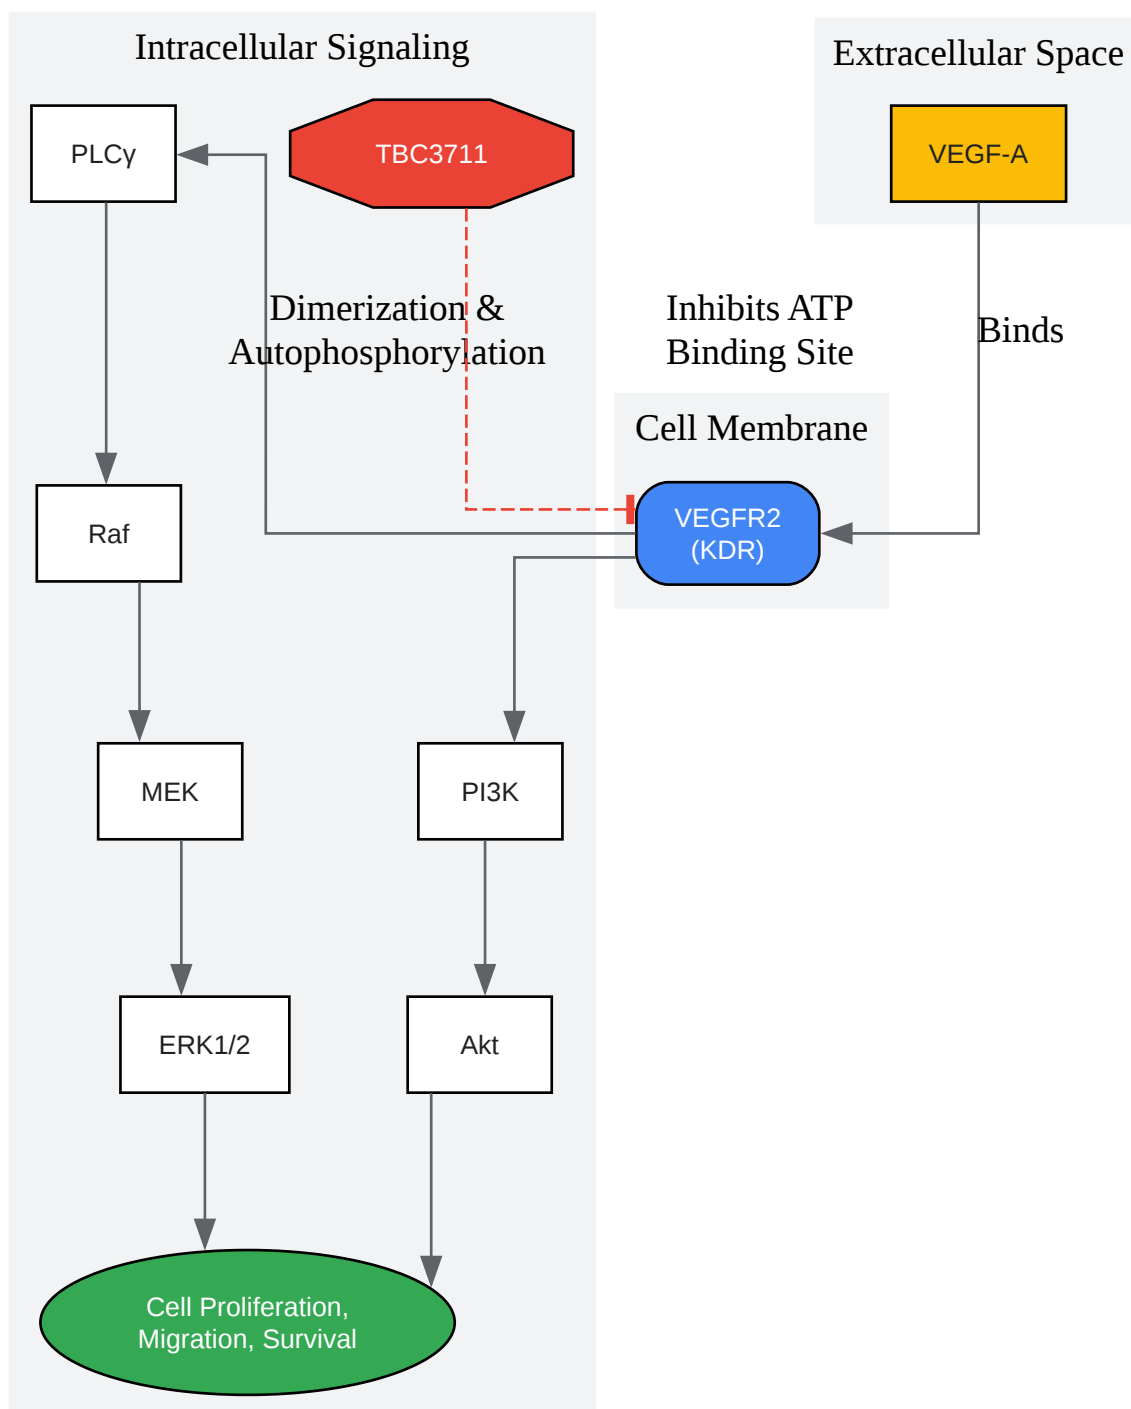 Intracellular Signaling
Extracellular Space
PLCγ
TBC3711
VEGF-A
Dimerization &
Autophosphorylation
Inhibits ATP
Binding Site
Binds
Cell Membrane
VEGFR2
(KDR)
Raf
MEK
PI3K
ERK1/2
Akt
Cell Proliferation,
Migration, Survival